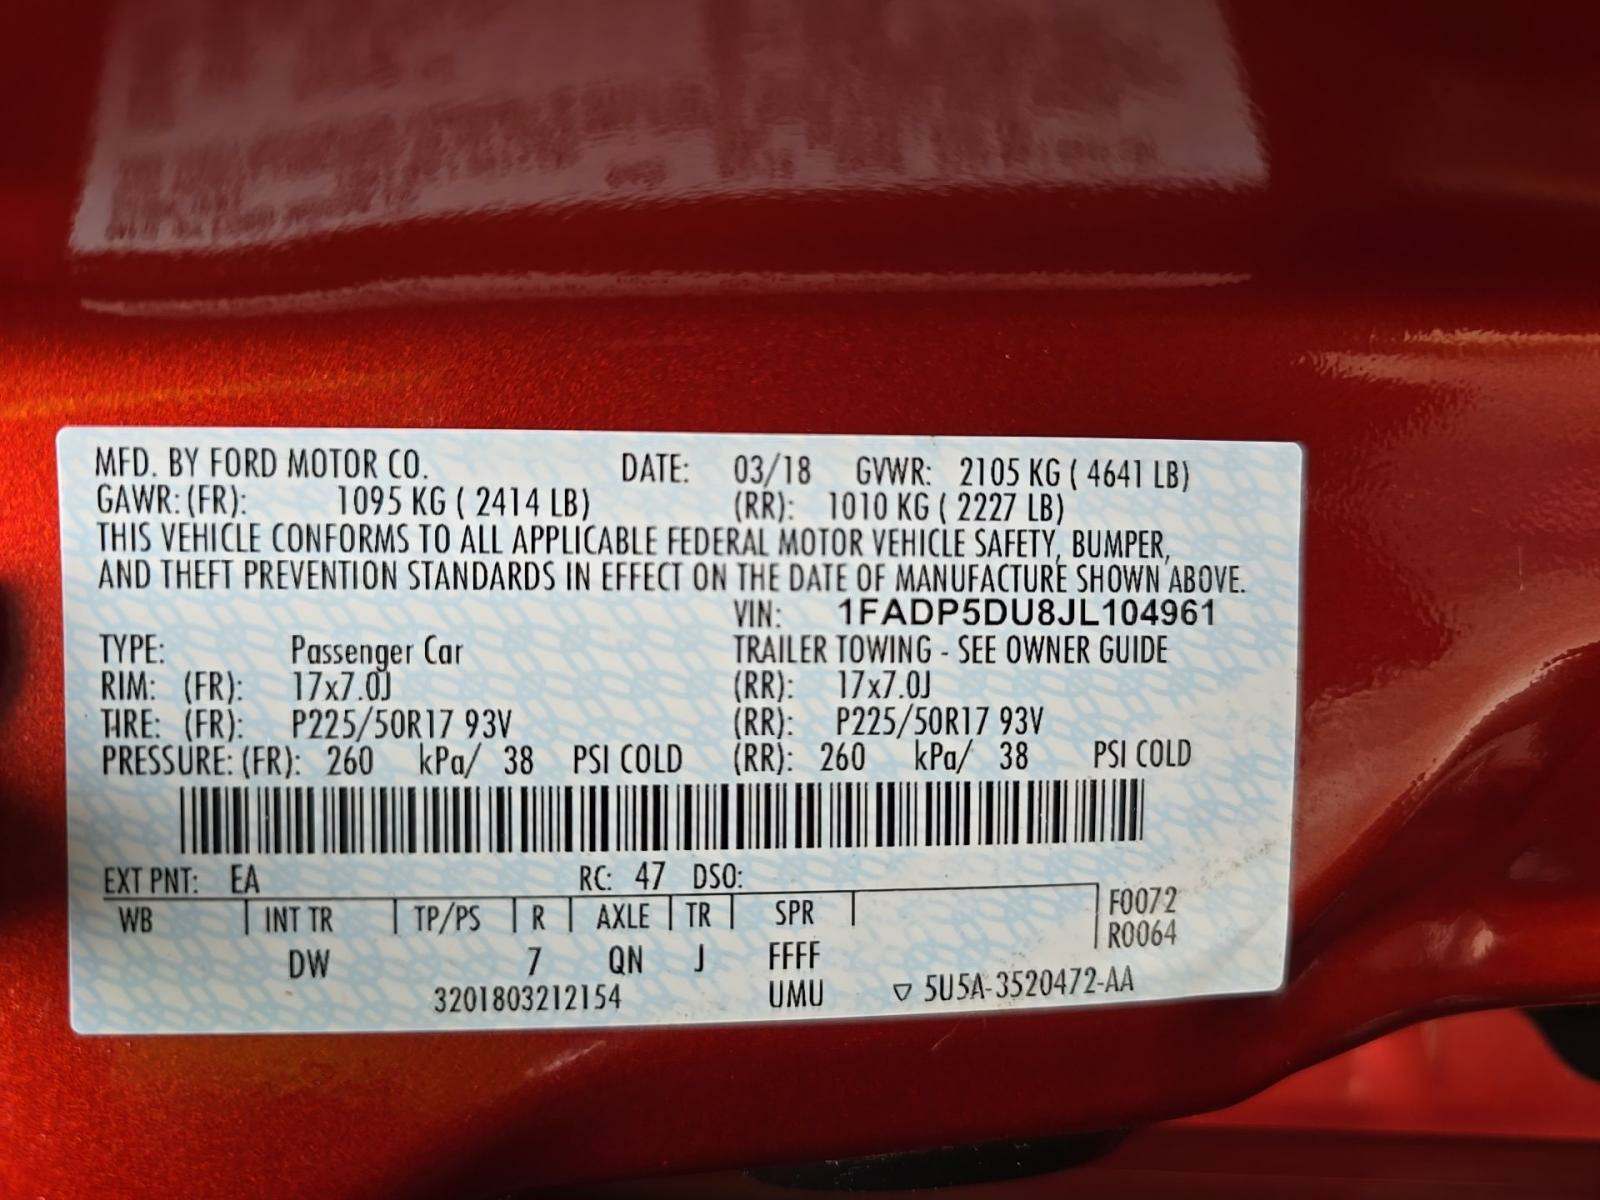 MFD. BY FORD MOTOR CO. DATE: 03/18 GVWR: 2105 KG ( 4641 LB)
GAWR: (FR): 1095 KG ( 2414 LB) (RR): 1010 KG ( 2227 LB)
THIS VEHICLE CONFORMS TO ALL APPLICABLE FEDERAL MOTOR VEHICLE SAFETY, BUMPER,
AND THEFT PREVENTION STANDARDS IN EFFECT ON THE DATE OF MANUFACTURE SHOWN ABOVE.
VIN: 1FADP5DU8JL104961
TYPE: Passenger Car TRAILER TOWING - SEE OWNER GUIDE
RIM: (FR): 17x7.0J (RR): 17x7.0J
TIRE: (FR): P225/50R17 93V (RR): P225/50R17 93V
PRESSURE: (FR): 260 kPa/ 38 PSI COLD (RR): 260 kPa/ 38 PSI COLD
EXT PNT: EA RC: 47 DSO:
WB INT TR TP/PS R AXLE TR SPR F0072
R0064
DW 7 QN J FFFF
3201803212154 UMU ▽ 5U5A-3520472-AA